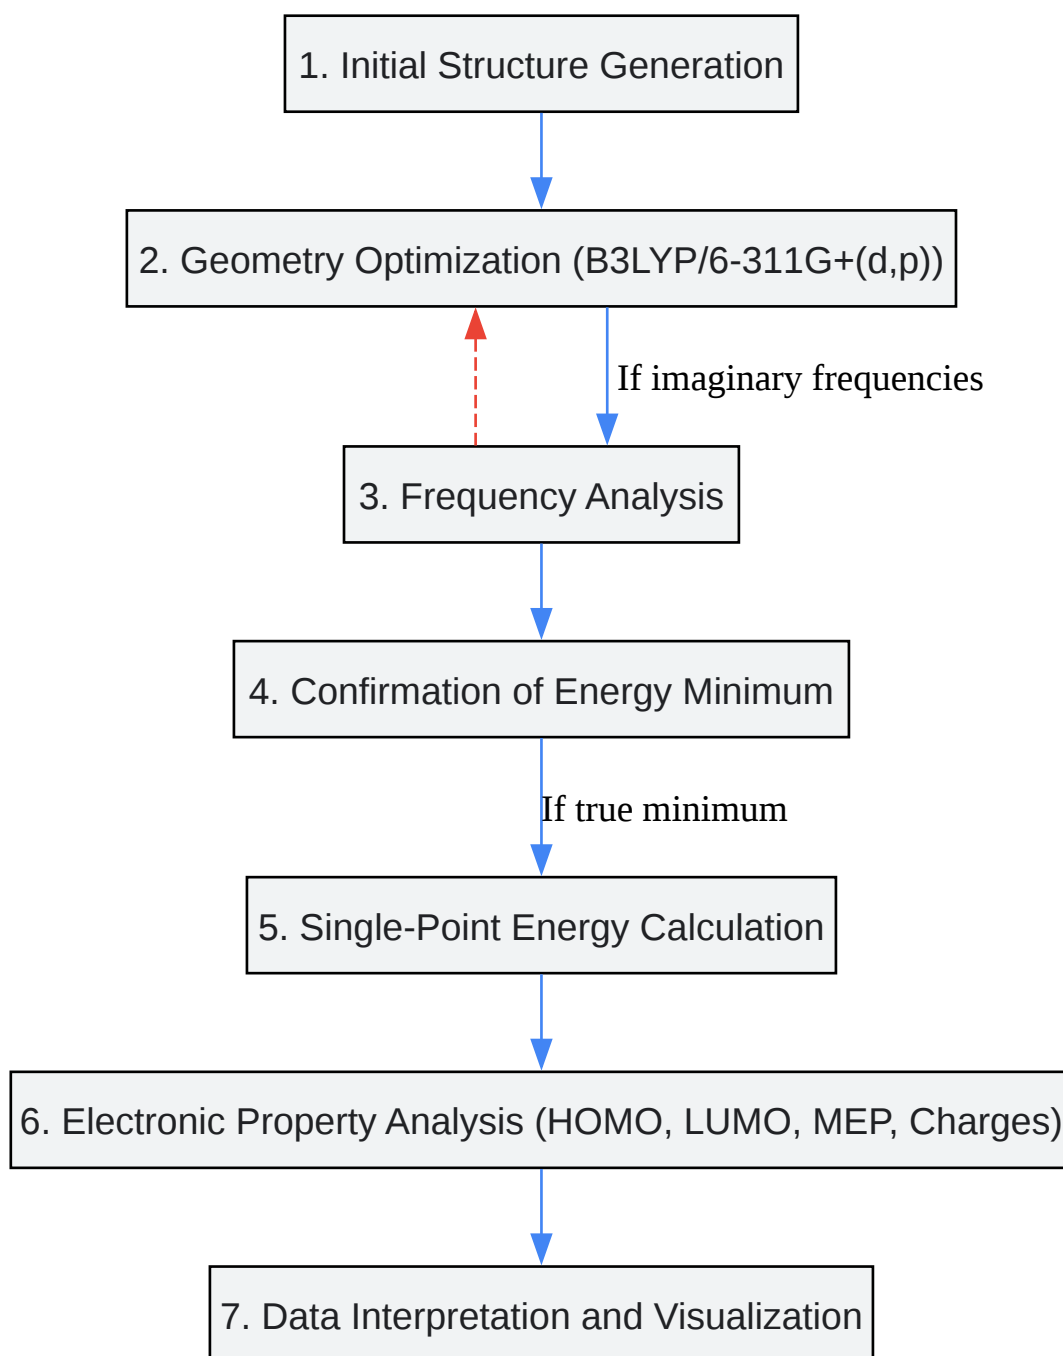 1. Initial Structure Generation
2. Geometry Optimization (B3LYP/6-311G+(d,p))
If imaginary frequencies
3. Frequency Analysis
4. Confirmation of Energy Minimum
If true minimum
5. Single-Point Energy Calculation
6. Electronic Property Analysis (HOMO, LUMO, MEP, Charges)
7. Data Interpretation and Visualization